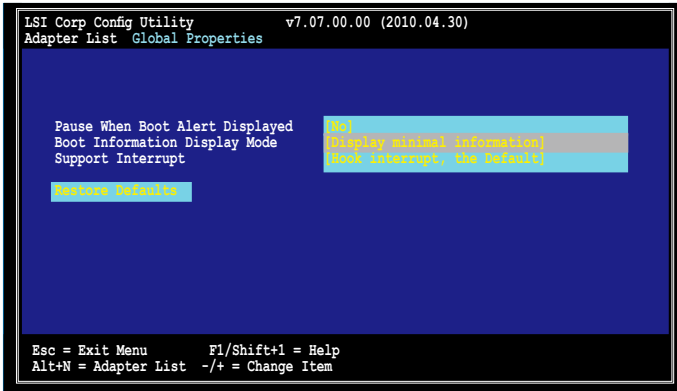 LSI Corp Config Utility v7.07.00.00 (2010.04.30)
Adapter List Global Properties
Pause When Boot Alert Displayed [No]
Boot Information Display Mode [Display minimal information]
Support Interrupt [Hook interrupt, the Default]
Restore Defaults
Esc = Exit Menu F1/Shift+1 = Help
Alt+N = Adapter List -/+ = Change Item